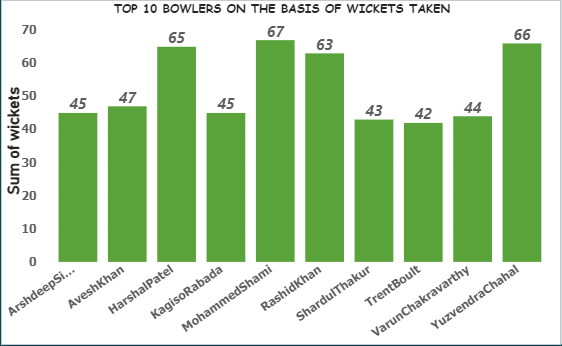 TOP 10 BOWLERS ON THE BASIS OF WICKETS TAKEN
Sum of wickets
70
60
50
40
30
20
10
0
45
47
65
45
67
63
43
42
44
66
ArshdeepSi...
AveshKhan
HarshalPatel
KagisoRabada
MohammedShami
RashidKhan
ShardulThakur
TrentBoult
VarunChakravarthy
YuzvendraChahal